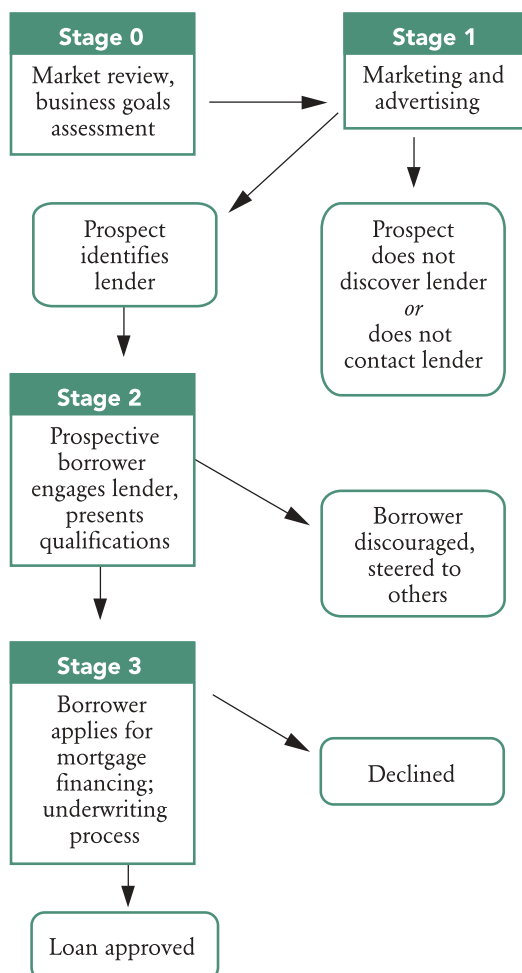 Stage 0
Market review,
business goals
assessment
Stage 1
Marketing and
advertising
Prospect
identifies
lender
Prospect
does not
discover lender
or
does not
contact lender
Stage 2
Prospective
borrower
engages lender,
presents
qualifications
Borrower
discouraged,
steered to
others
Stage 3
Borrower
applies for
mortgage
financing;
underwriting
process
Declined
Loan approved